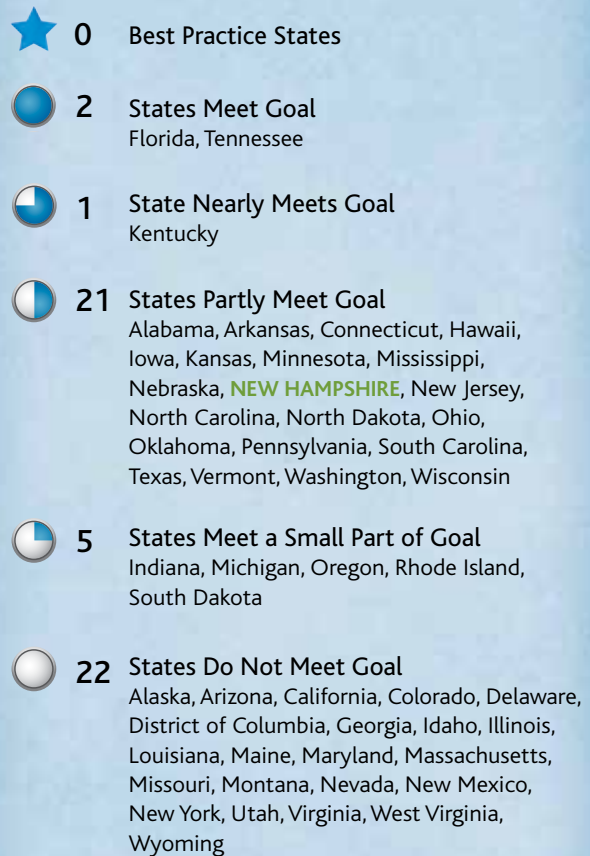 0 Best Practice States
2 States Meet Goal
Florida, Tennessee
1 State Nearly Meets Goal
Kentucky
21 States Partly Meet Goal
Alabama, Arkansas, Connecticut, Hawaii,
Iowa, Kansas, Minnesota, Mississippi,
Nebraska, NEW HAMPSHIRE, New Jersey,
North Carolina, North Dakota, Ohio,
Oklahoma, Pennsylvania, South Carolina,
Texas, Vermont, Washington, Wisconsin
5 States Meet a Small Part of Goal
Indiana, Michigan, Oregon, Rhode Island,
South Dakota
22 States Do Not Meet Goal
Alaska, Arizona, California, Colorado, Delaware,
District of Columbia, Georgia, Idaho, Illinois,
Louisiana, Maine, Maryland, Massachusetts,
Missouri, Montana, Nevada, New Mexico,
New York, Utah, Virginia, West Virginia,
Wyoming